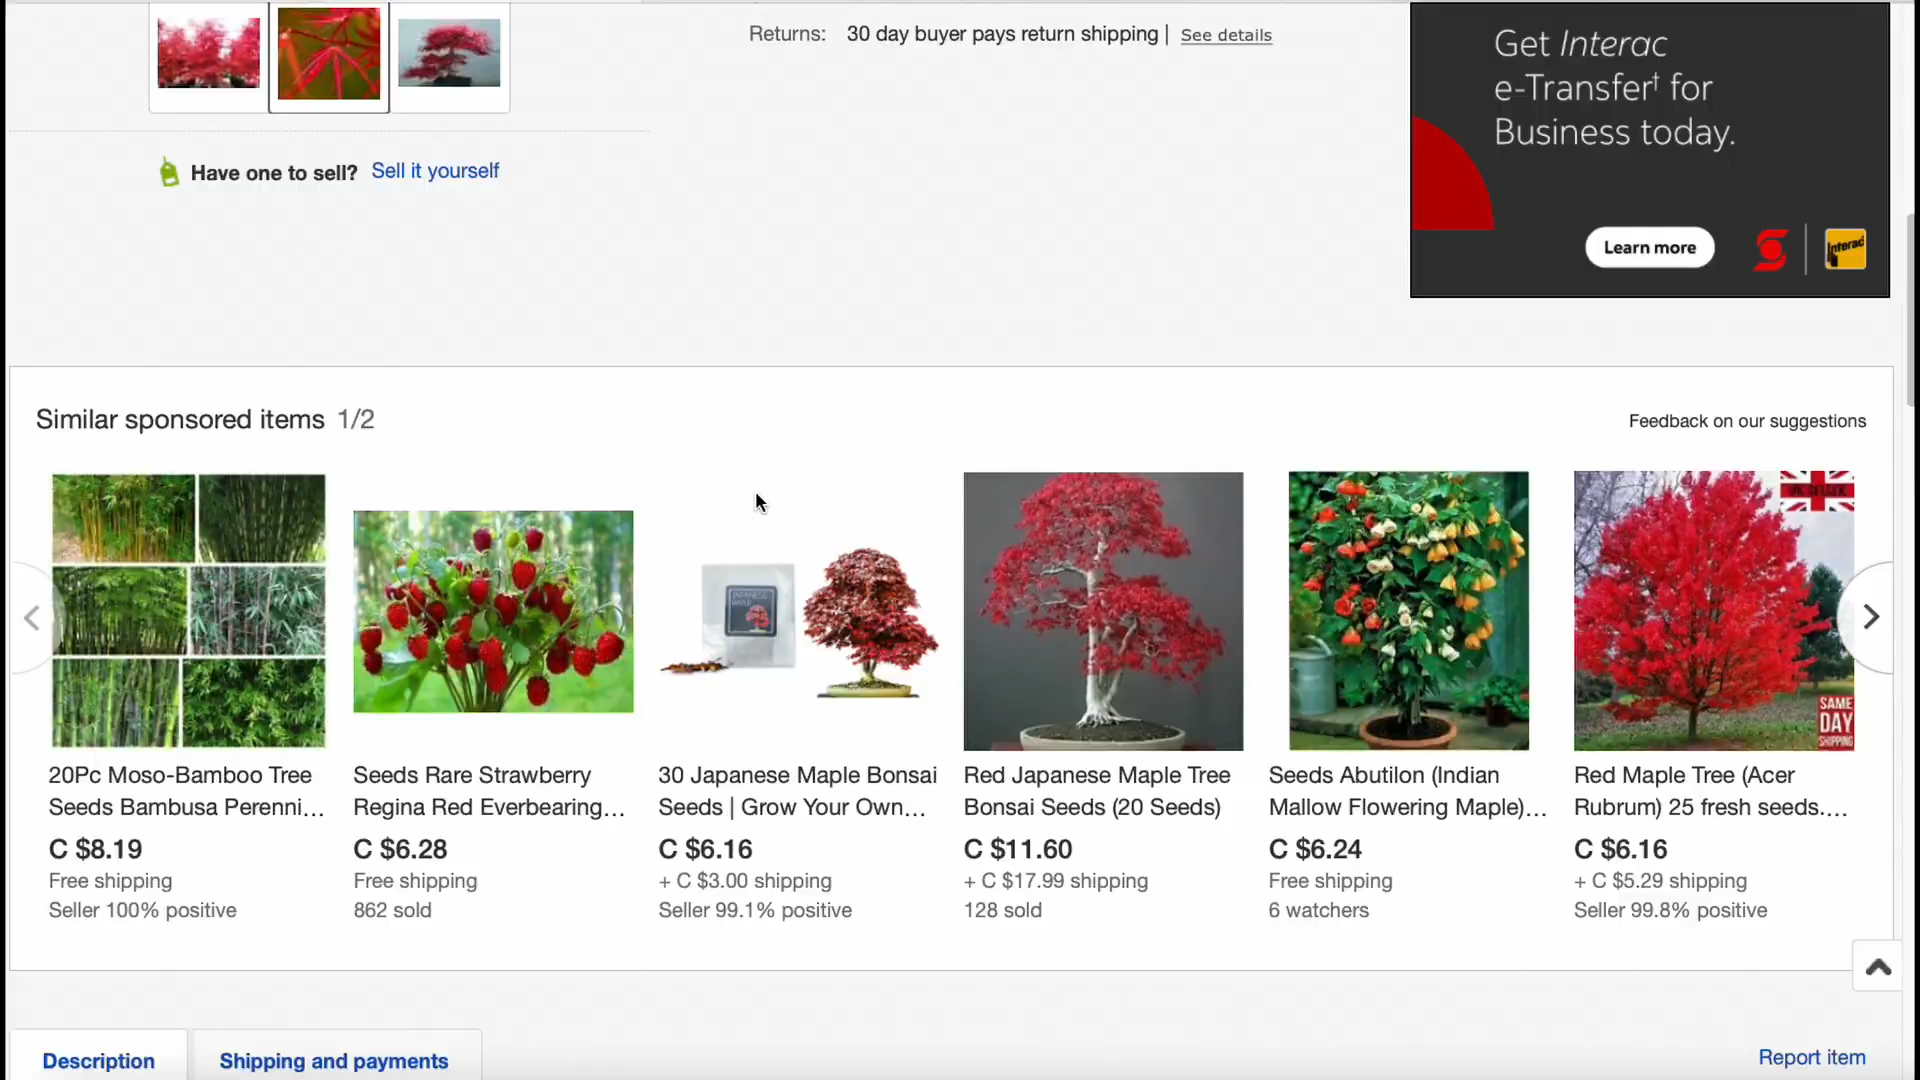 Returns: 30 day buyer pays return shipping | See details
Get Interac
e-Transfer† for
Business today.
Learn more
Interac
Have one to sell? Sell it yourself
Similar sponsored items 1/2
Feedback on our suggestions
JAPANESE
MAPLE
UK SELLER
SAME
DAY
SHIPPING
20Pc Moso-Bamboo Tree
Seeds Bambusa Perenni...
C $8.19
Free shipping
Seller 100% positive
Seeds Rare Strawberry
Regina Red Everbearing...
C $6.28
Free shipping
862 sold
30 Japanese Maple Bonsai
Seeds | Grow Your Own...
C $6.16
+ C $3.00 shipping
Seller 99.1% positive
Red Japanese Maple Tree
Bonsai Seeds (20 Seeds)
C $11.60
+ C $17.99 shipping
128 sold
Seeds Abutilon (Indian
Mallow Flowering Maple)...
C $6.24
Free shipping
6 watchers
Red Maple Tree (Acer
Rubrum) 25 fresh seeds....
C $6.16
+ C $5.29 shipping
Seller 99.8% positive
Description
Shipping and payments
Report item